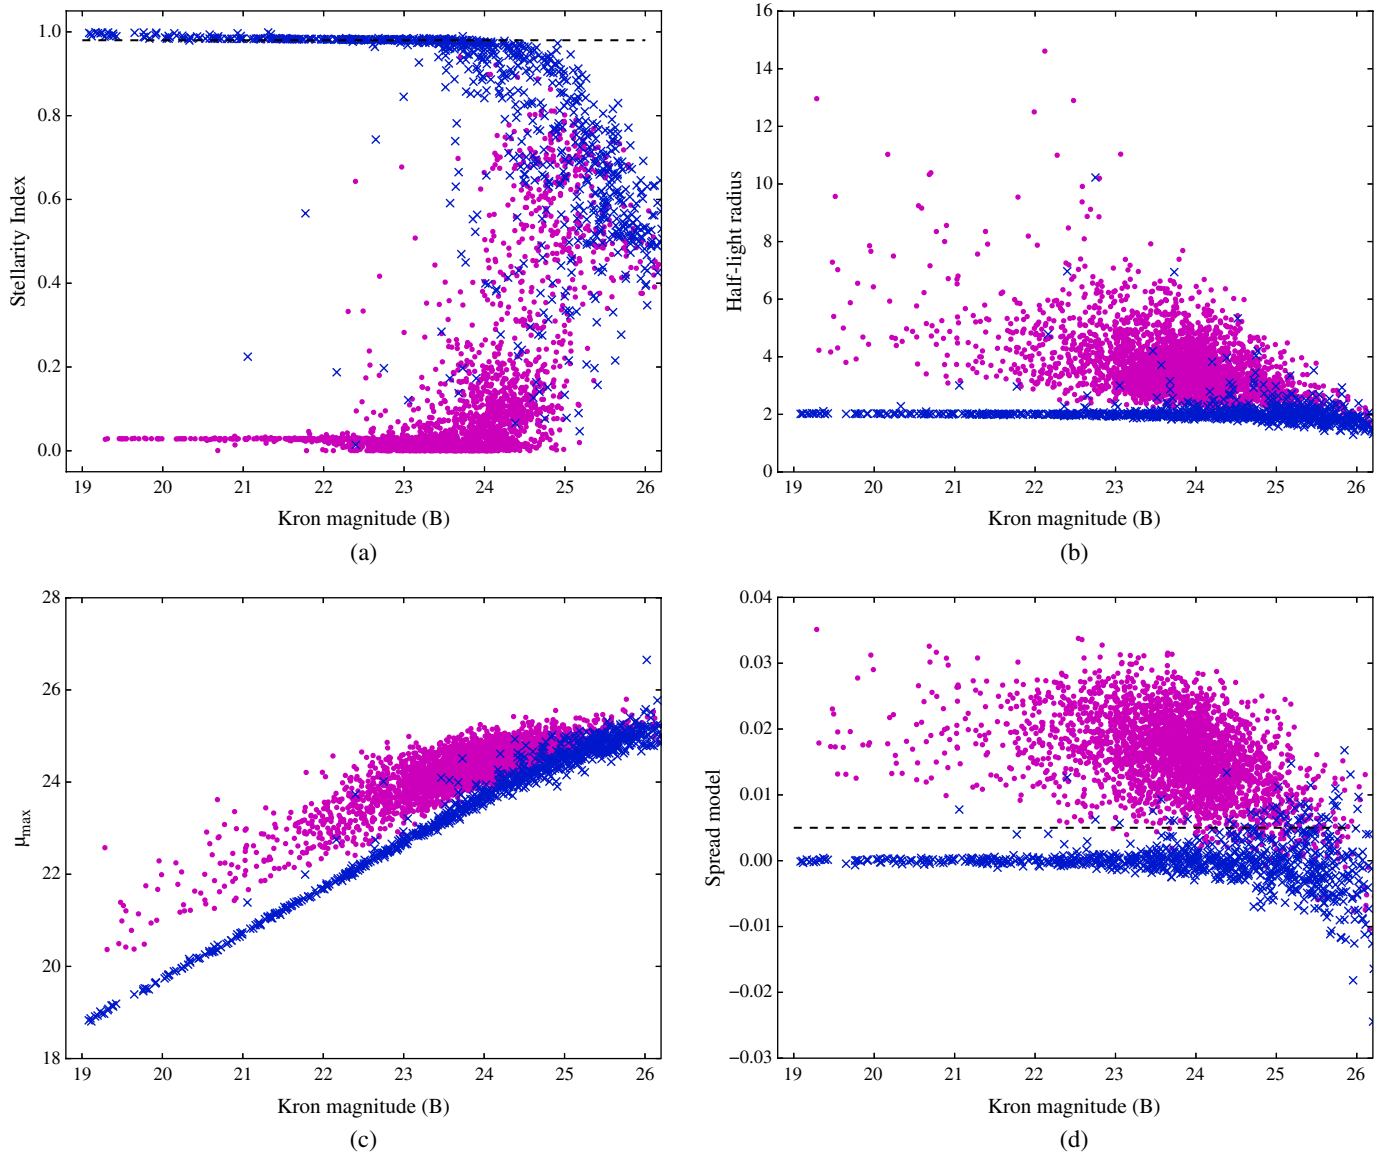 1.0
0.8
0.6
0.4
0.2
0.0
Stellarity Index
19 20 21 22 23 24 25 26
Kron magnitude (B)
(a)
16
14
12
10
8
6
4
2
0
Half-light radius
19 20 21 22 23 24 25 26
Kron magnitude (B)
(b)
28
26
24
22
20
18
μmax
19 20 21 22 23 24 25 26
Kron magnitude (B)
(c)
0.04
0.03
0.02
0.01
0.00
−0.01
−0.02
−0.03
Spread model
19 20 21 22 23 24 25 26
Kron magnitude (B)
(d)